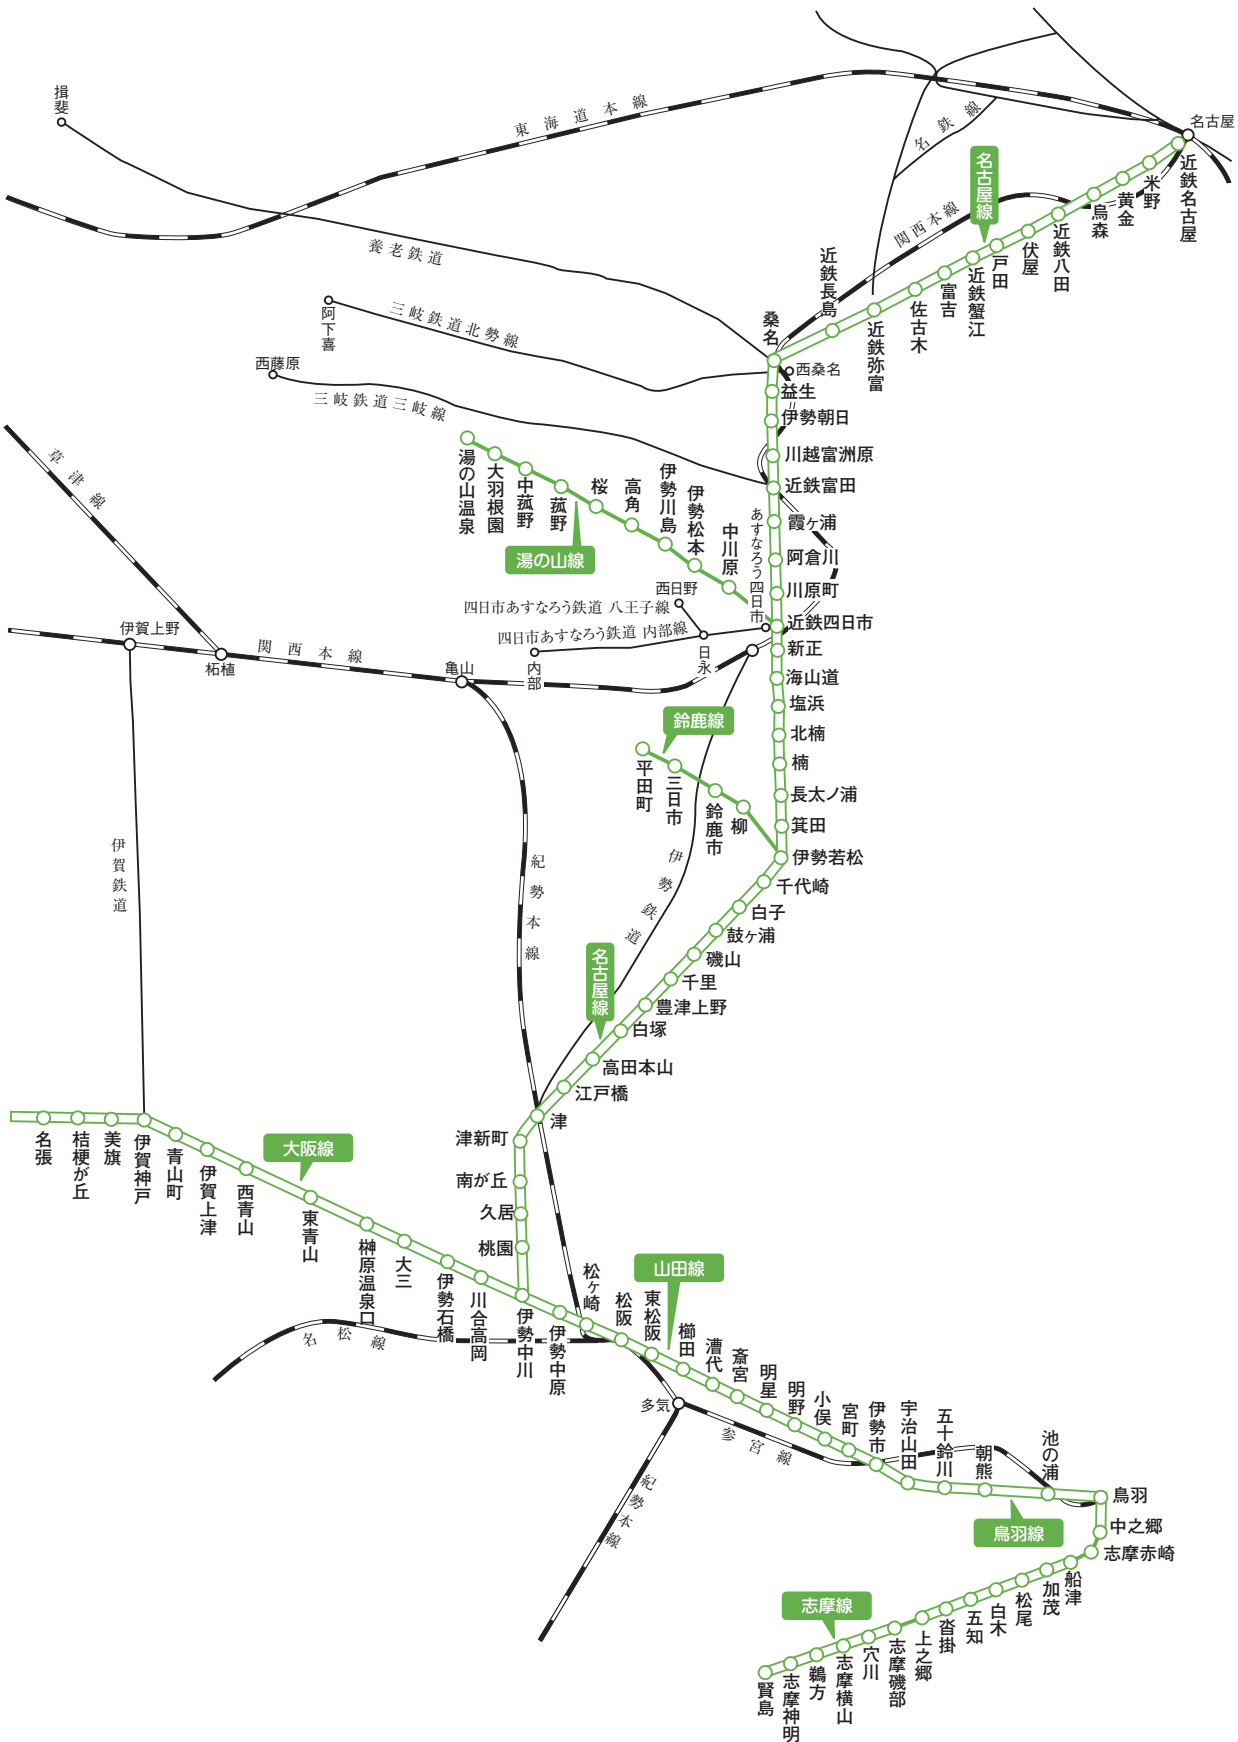 揖斐
東海道本線
名鉄線
名古屋
名古屋線
近鉄名古屋
米野
黄金
烏森
近鉄八田
伏屋
戸田
近鉄蟹江
富吉
佐古木
近鉄弥富
近鉄長島
桑名
関西本線
養老鉄道
阿下喜
三岐鉄道北勢線
西桑名
西藤原
三岐鉄道三岐線
益生
伊勢朝日
川越富洲原
近鉄富田
霞ヶ浦
阿倉川
川原町
近鉄四日市
新正
海山道
塩浜
北楠
楠
長太ノ浦
箕田
伊勢若松
千代崎
白子
鼓ヶ浦
磯山
千里
豊津上野
白塚
高田本山
江戸橋
津
津新町
南が丘
久居
桃園
湯の山温泉
大羽根園
中菰野
菰野
桜
高角
伊勢川島
伊勢松本
中川原
湯の山線
あすなろう四日市
西日野
四日市あすなろう鉄道 八王子線
四日市あすなろう鉄道 内部線
日永
内部
草津線
伊賀上野
柘植
関西本線
亀山
鈴鹿線
平田町
三日市
鈴鹿市
柳
伊勢鉄道
紀勢本線
伊賀鉄道
名古屋線
名張
桔梗が丘
美旗
伊賀神戸
青山町
伊賀上津
西青山
大阪線
東青山
榊原温泉口
大三
伊勢石橋
川合高岡
伊勢中川
伊勢中原
松ヶ崎
松阪
東松阪
山田線
櫛田
漕代
斎宮
明星
明野
小俣
宮町
伊勢市
宇治山田
五十鈴川
朝熊
池の浦
鳥羽
名松線
多気
参宮線
紀勢本線
鳥羽線
中之郷
志摩赤崎
船津
加茂
松尾
白木
五知
沓掛
上之郷
志摩磯部
穴川
志摩横山
鵜方
志摩神明
賢島
志摩線